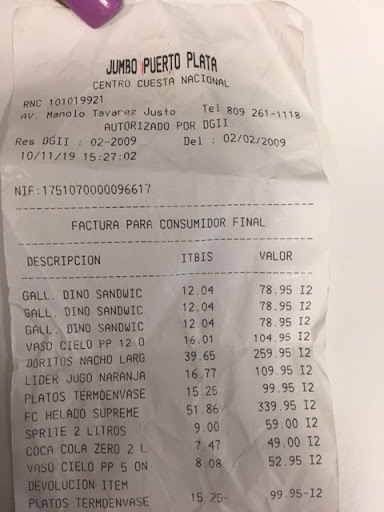 JUMBO PUERTO PLATA
CENTRO CUESTA NACIONAL
RNC 101019921
AV. Manolo Tavarez Justo Tel 809 261-1118
AUTORIZADO POR DGII
Res DGII : 02-2009 Del : 02/02/2009
10/11/19 15:27:02
NIF:1751070000096617
FACTURA PARA CONSUMIDOR FINAL
DESCRIPCION ITBIS VALOR
GALL. DINO SANDWIC 12.04 78.95 I2
GALL. DINO SANDWIC 12.04 78.95 I2
GALL. DINO SANDWIC 12.04 78.95 I2
VASO CIELO PP 12 O 16.01 104.95 I2
DORITOS NACHO LARG 39.65 259.95 I2
LIDER JUGO NARANJA 16.77 109.95 I2
PLATOS TERMOENVASE 15.25 99.95 I2
FC HELADO SUPREME 51.86 339.95 I2
SPRITE 2 LITROS 9.00 59.00 I2
COCA COLA ZERO 2 L 7.47 49.00 I2
VASO CIELO PP 5 ON 8.08 52.95 I2
DEVOLUCION ITEM
PLATOS TERMOENVASE 15.25- 99.95-I2